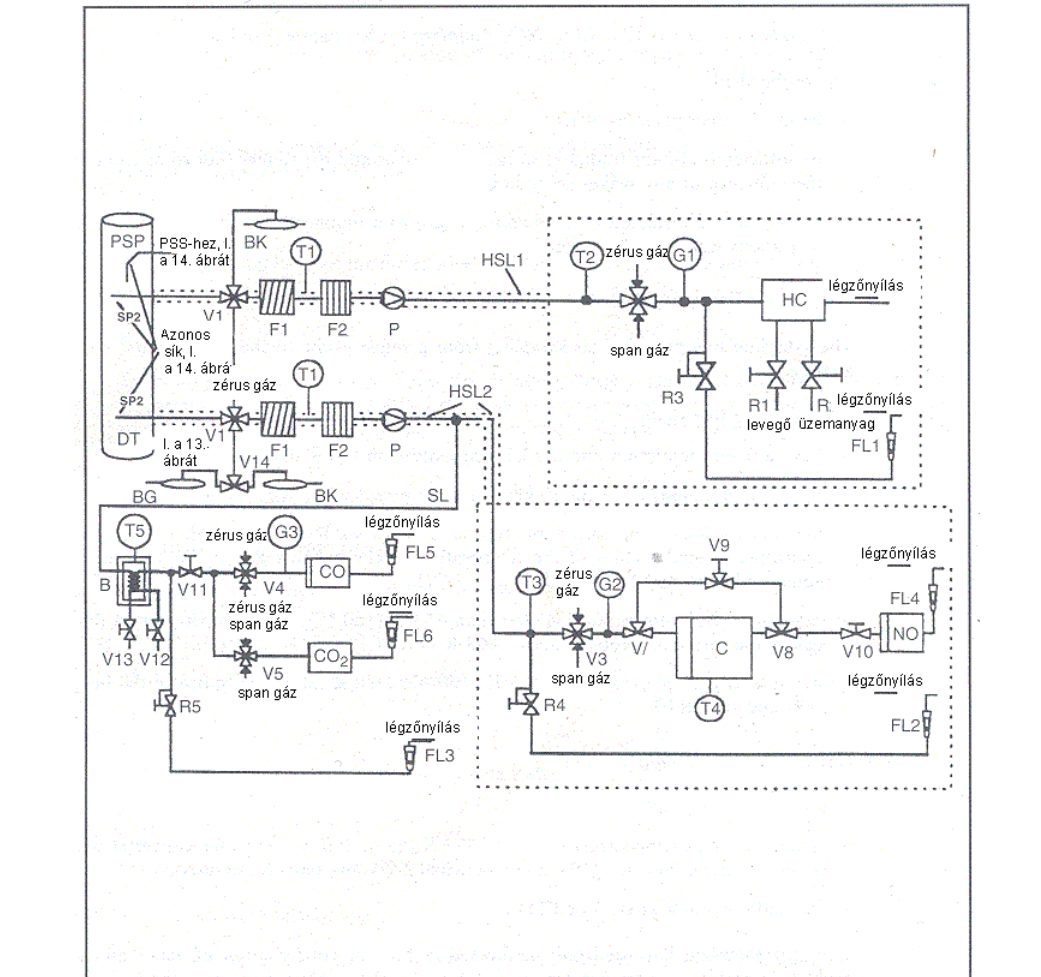 PSP
PSS-hez, l.
a 14. ábrát
BK
T1
HSL1
T2
zérus gáz
G1
HC
légzőnyílás
SP2
V1
F1
F2
P
span gáz
Azonos
sík, l.
a 14. ábrá
zérus gáz
T1
HSL2
R3
R1
R
légzőnyílás
levegő
üzemanyag
SP2
DT
V1
F1
F2
P
FL1
l. a 13.
ábrát
V14
BG
BK
SL
T5
zérus gáz
G3
légzőnyílás
FL5
V9
légzőnyílás
B
V11
V4
CO
T3
zérus
gáz
G2
FL4
zérus gáz
span gáz
légzőnyílás
FL6
V13
V12
V5
CO2
V3
V/
C
V8
V10
NO
span gáz
span gáz
légzőnyílás
R5
R4
T4
FL2
légzőnyílás
FL3